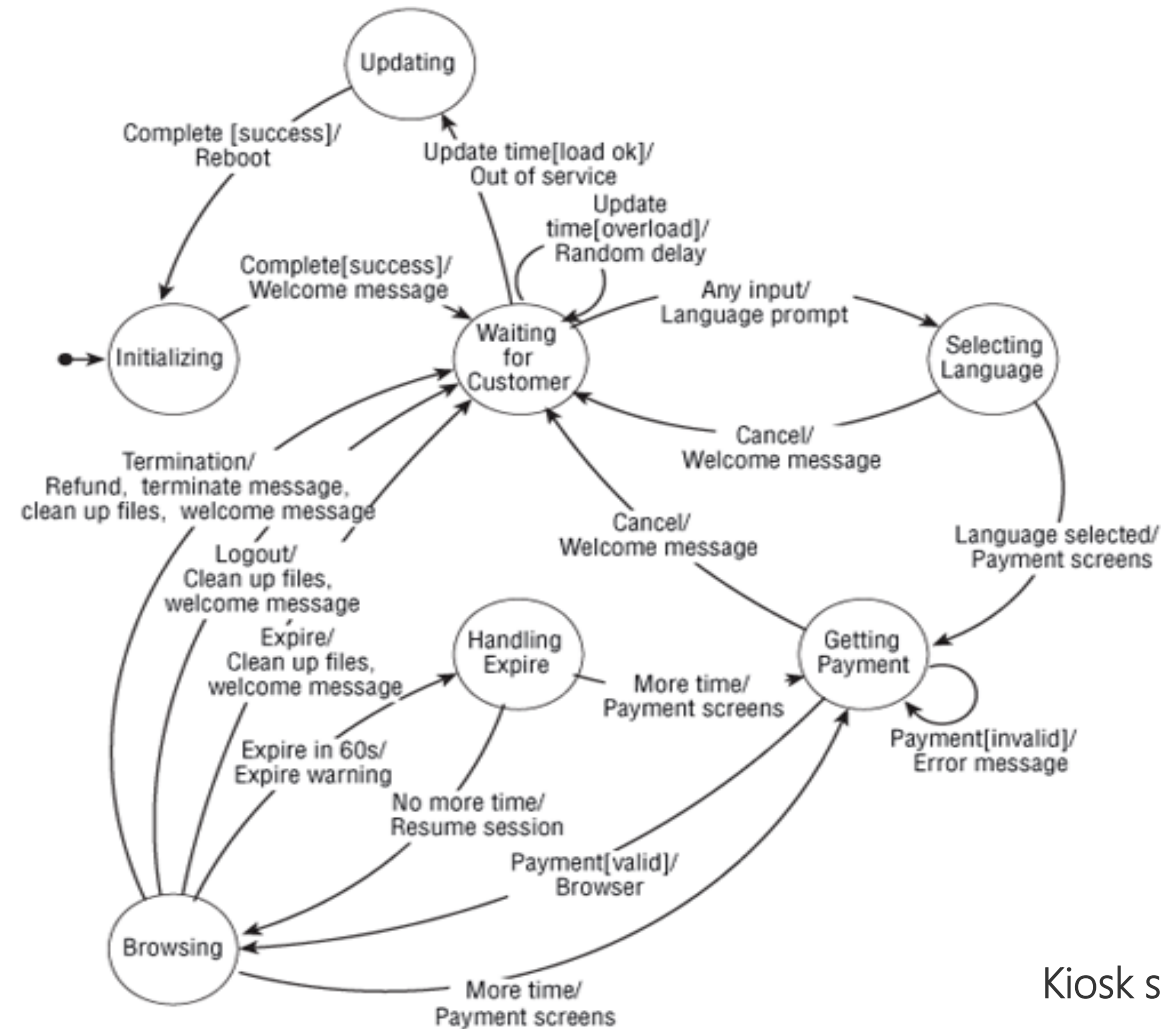 Updating
Complete [success]/
Reboot
Update time[load ok]/
Out of service
Update
time[overload]/
Random delay
Complete[success]/
Welcome message
Any input/
Language prompt
Initializing
Waiting
for
Customer
Selecting
Language
Cancel/
Welcome message
Termination/
Refund, terminate message,
clean up files, welcome message
Cancel/
Welcome message
Language selected/
Payment screens
Logout/
Clean up files,
welcome message
Expire/
Clean up files,
welcome message
Handling
Expire
Getting
Payment
More time/
Payment screens
Payment[invalid]/
Error message
Expire in 60s/
Expire warning
No more time/
Resume session
Payment[valid]/
Browser
Browsing
More time/
Payment screens
Kiosk s